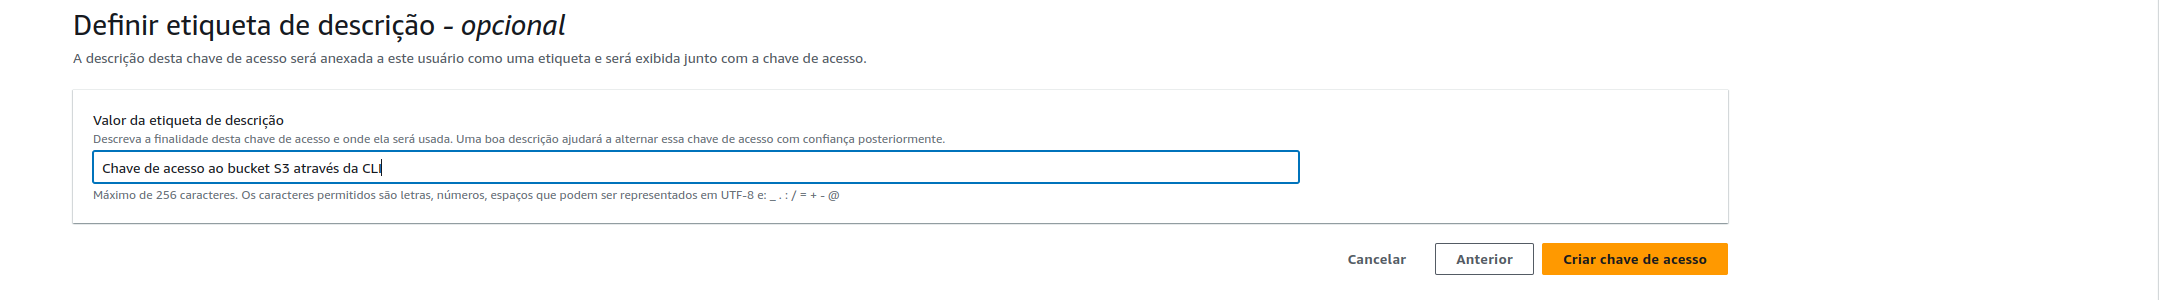 Definir etiqueta de descrição - opcional
A descrição desta chave de acesso será anexada a este usuário como uma etiqueta e será exibida junto com a chave de acesso.
Valor da etiqueta de descrição
Descreva a finalidade desta chave de acesso e onde ela será usada. Uma boa descrição ajudará a alternar essa chave de acesso com confiança posteriormente.
Chave de acesso ao bucket S3 através da CLI
Máximo de 256 caracteres. Os caracteres permitidos são letras, números, espaços que podem ser representados em UTF-8 e: _ . : / = + - @
Cancelar Anterior Criar chave de acesso